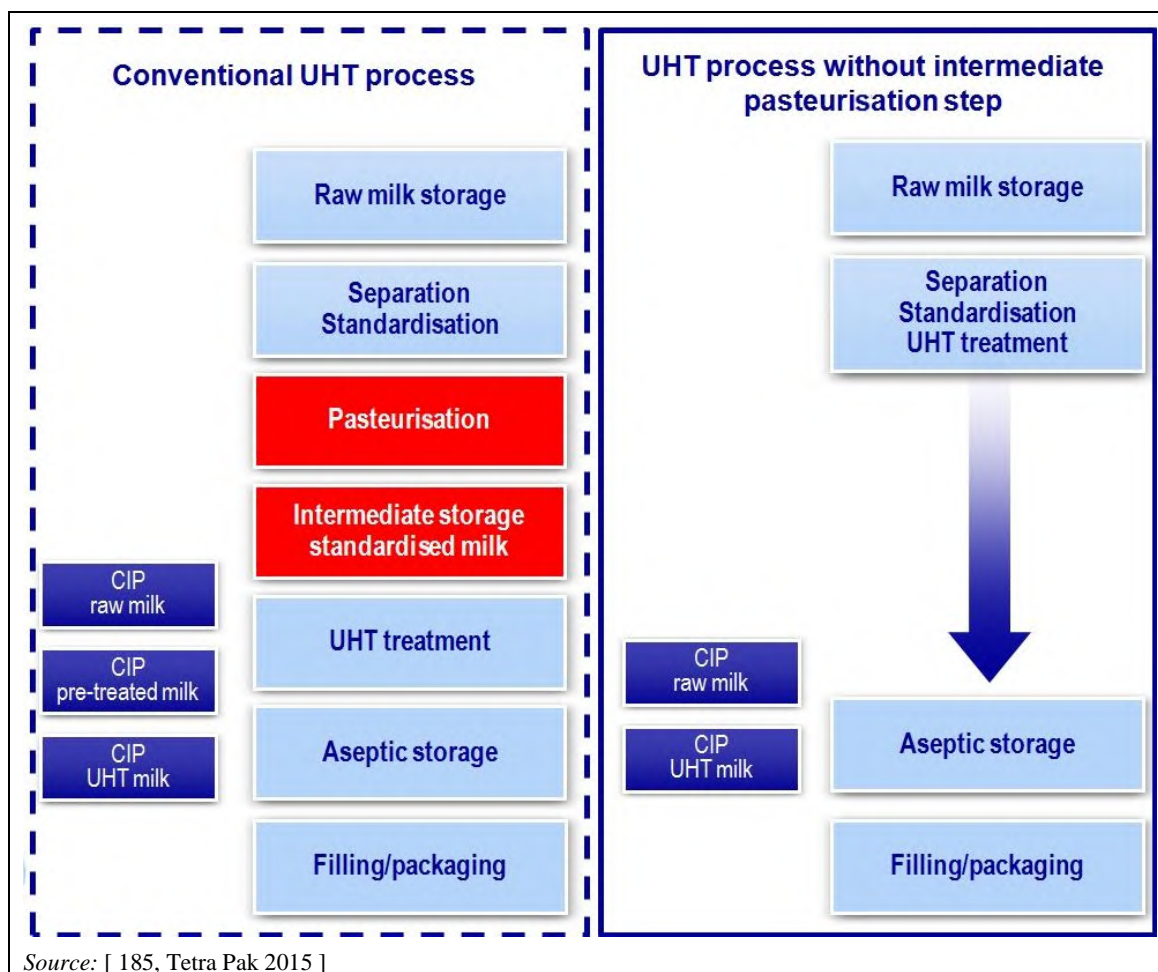 Conventional UHT process
Raw milk storage
Separation
Standardisation
Pasteurisation
Intermediate storage
standardised milk
CIP
raw milk
UHT treatment
CIP
pre-treated milk
CIP
UHT milk
Aseptic storage
Filling/packaging
UHT process without intermediate
pasteurisation step
Raw milk storage
Separation
Standardisation
UHT treatment
CIP
raw milk
CIP
UHT milk
Aseptic storage
Filling/packaging
Source: [ 185, Tetra Pak 2015 ]